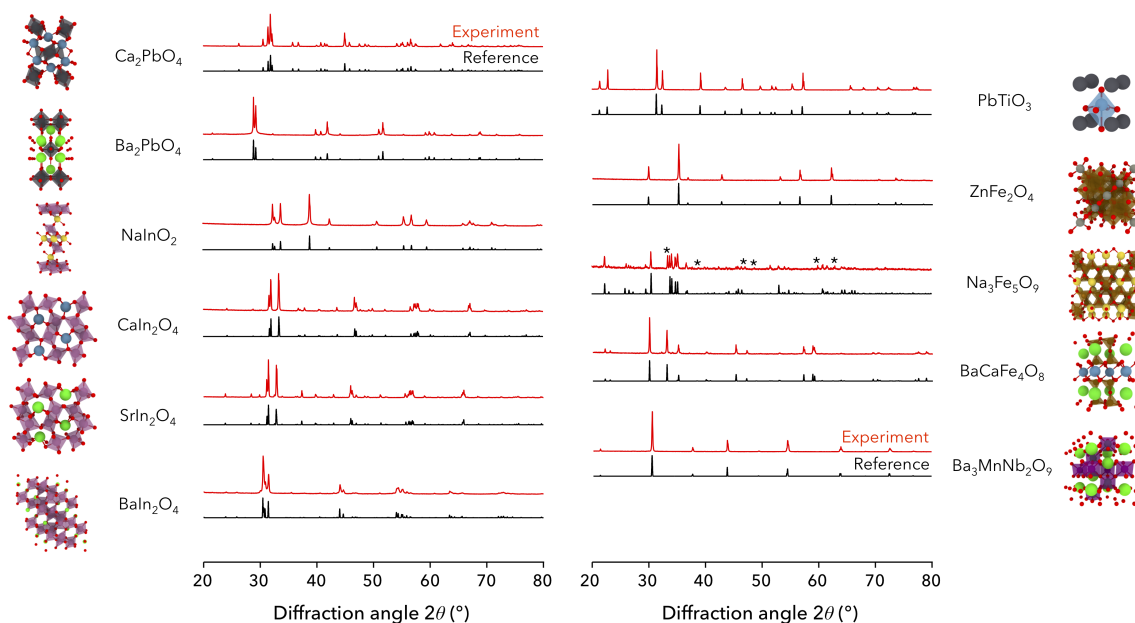 Experiment
Reference
Ca₂PbO₄
Ba₂PbO₄
NaInO₂
CaIn₂O₄
SrIn₂O₄
BaIn₂O₄
20 30 40 50 60 70 80
Diffraction angle 2θ (°)
PbTiO₃
ZnFe₂O₄
* * * * * *
Na₃Fe₅O₉
BaCaFe₄O₈
Experiment
Reference
Ba₃MnNb₂O₉
20 30 40 50 60 70 80
Diffraction angle 2θ (°)